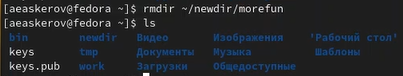 [aeaskerov@fedora ~]$ rmdir ~/newdir/morefun
[aeaskerov@fedora ~]$ ls
bin newdir Видео Изображения 'Рабочий стол'
keys tmp Документы Музыка Шаблоны
keys.pub work Загрузки Общедоступные